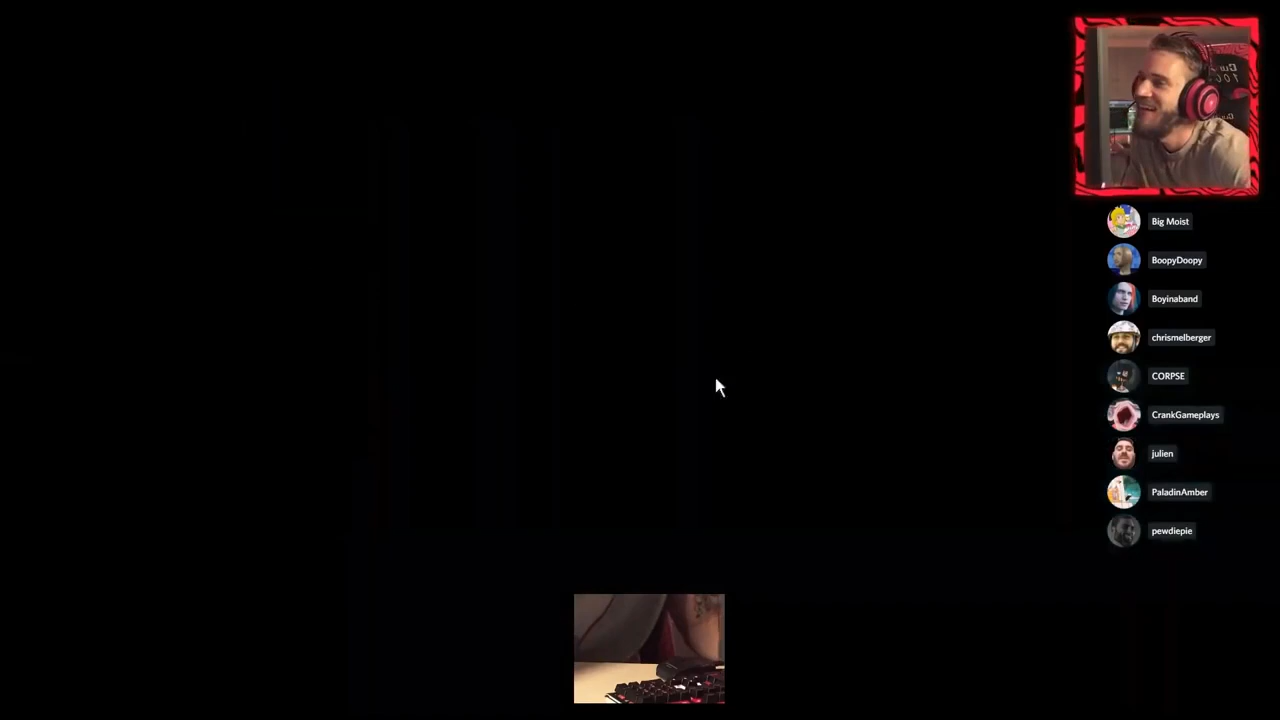 Big Moist
BoopyDoopy
Boyinaband
chrismelberger
CORPSE
CrankGameplays
julien
PaladinAmber
pewdiepie